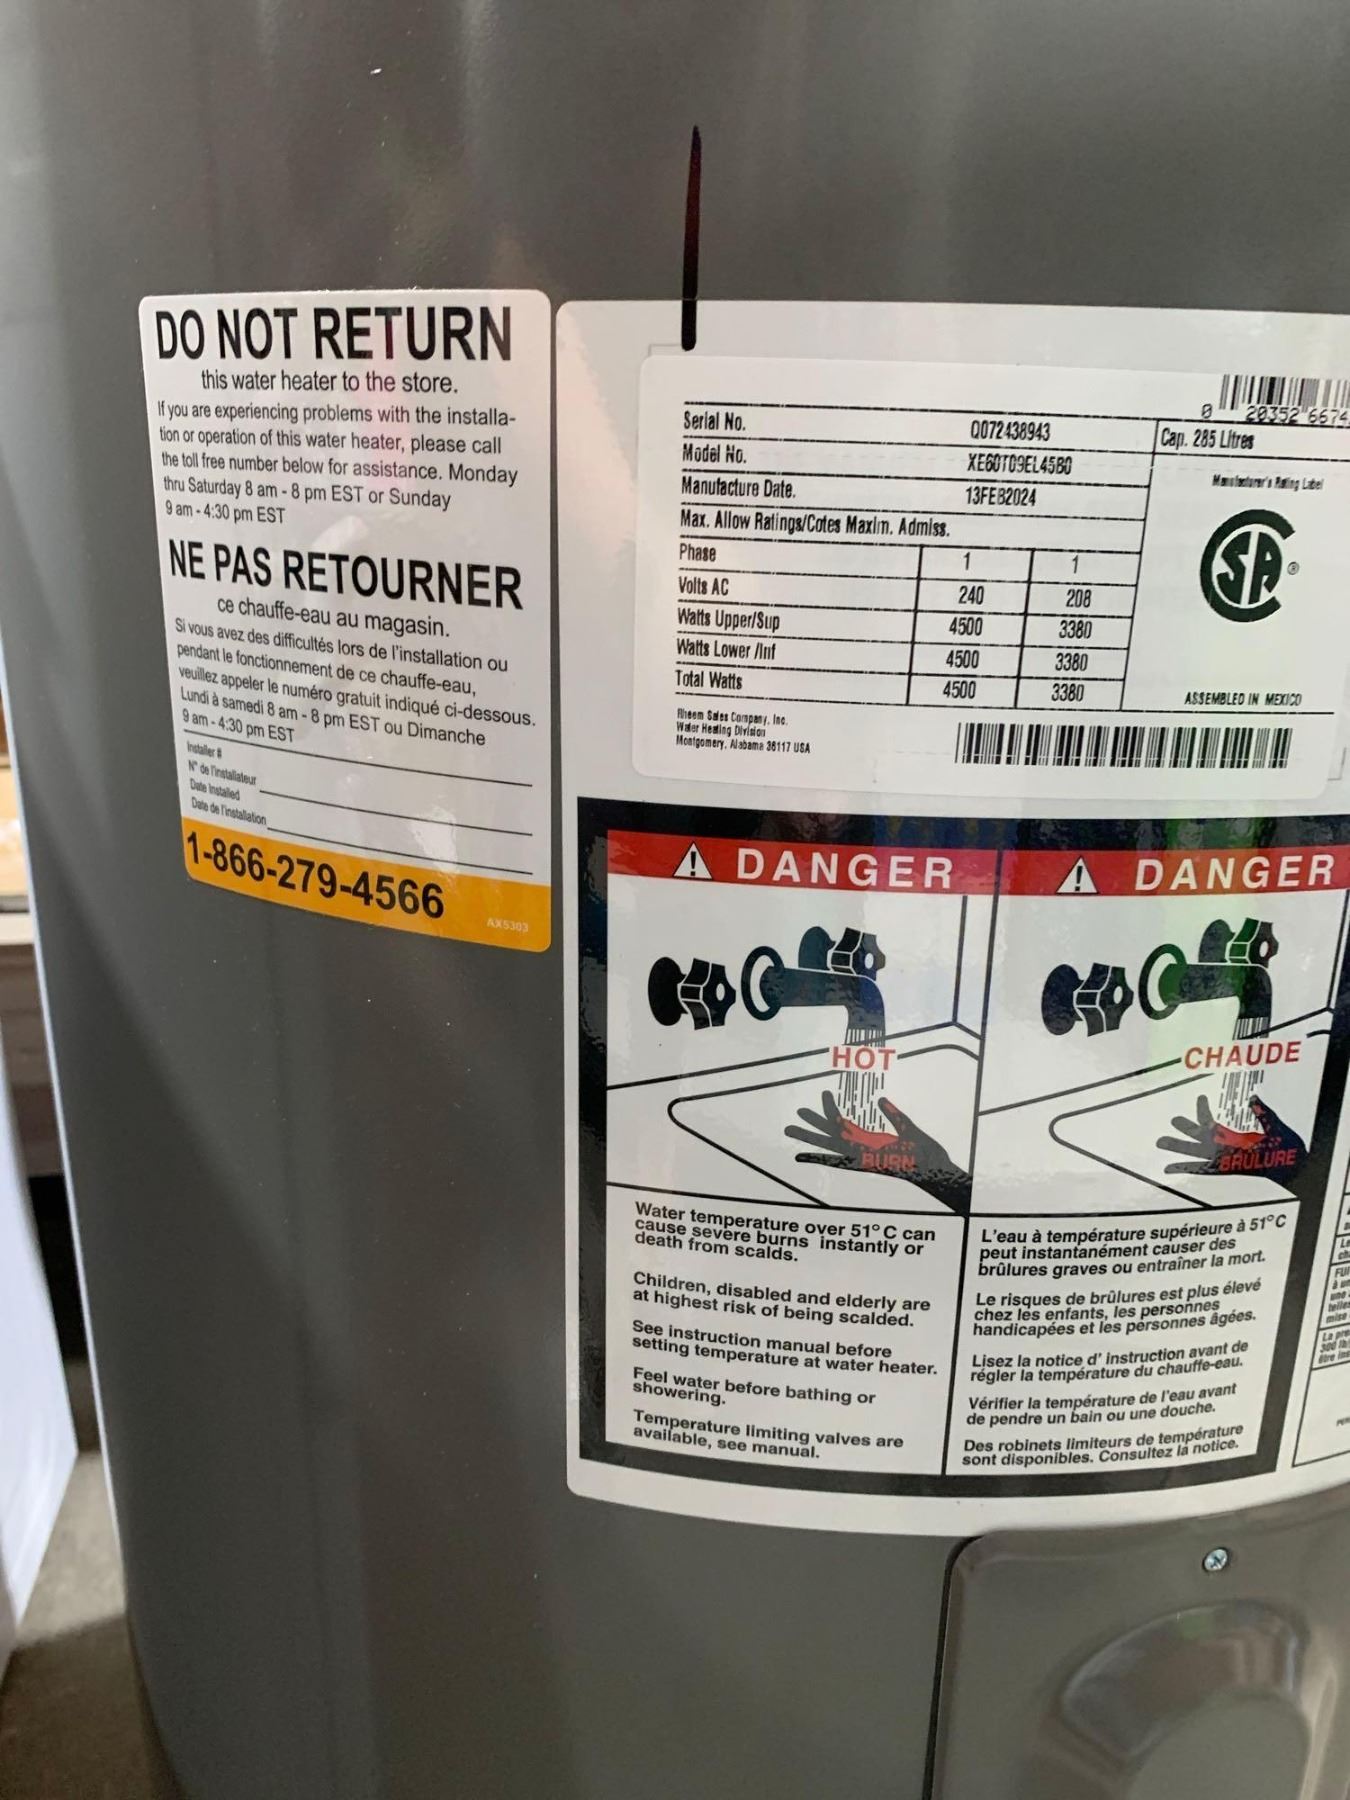 DO NOT RETURN
this water heater to the store.
If you are experiencing problems with the installa-
tion or operation of this water heater, please call
the toll free number below for assistance. Monday
thru Saturday 8 am - 8 pm EST or Sunday
9 am - 4:30 pm EST
NE PAS RETOURNER
ce chauffe-eau au magasin.
Si vous avez des difficultés lors de l'installation ou
pendant le fonctionnement de ce chauffe-eau,
veuillez appeler le numéro gratuit indiqué ci-dessous.
Lundi à samedi 8 am - 8 pm EST ou Dimanche
9 am - 4:30 pm EST
Installer #
N° de l'installateur
Date Installed
Date de l'installation
1-866-279-4566
AX5303
0 20352 6674
Serial No. Q072438943
Cap. 285 Litres
Model No. XE60T09EL45B0
Manufacturer's Rating Label
Manufacture Date. 13FEB2024
Max. Allow Ratings/Cotes Maxim. Admiss.
Phase 1 1
Volts AC 240 208
Watts Upper/Sup 4500 3380
Watts Lower /Inf 4500 3380
Total Watts 4500 3380
SA ®
ASSEMBLED IN MEXICO
Rheem Sales Company, Inc.
Water Heating Division
Montgomery, Alabama 36117 USA
DANGER
HOT
BURN
Water temperature over 51° C can
cause severe burns instantly or
death from scalds.
Children, disabled and elderly are
at highest risk of being scalded.
See instruction manual before
setting temperature at water heater.
Feel water before bathing or
showering.
Temperature limiting valves are
available, see manual.
DANGER
CHAUDE
BRÛLURE
L'eau à température supérieure à 51°C
peut instantanément causer des
brûlures graves ou entraîner la mort.
Le risques de brûlures est plus élevé
chez les enfants, les personnes
handicapées et les personnes âgées.
Lisez la notice d' instruction avant de
régler la température du chauffe-eau.
Vérifier la température de l'eau avant
de pendre un bain ou une douche.
Des robinets limiteurs de température
sont disponibles. Consultez la notice.